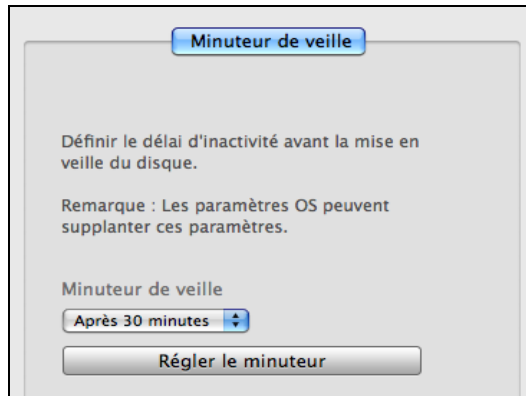 Minuteur de veille
Définir le délai d'inactivité avant la mise en
veille du disque.
Remarque : Les paramètres OS peuvent
supplanter ces paramètres.
Minuteur de veille
Après 30 minutes
Régler le minuteur